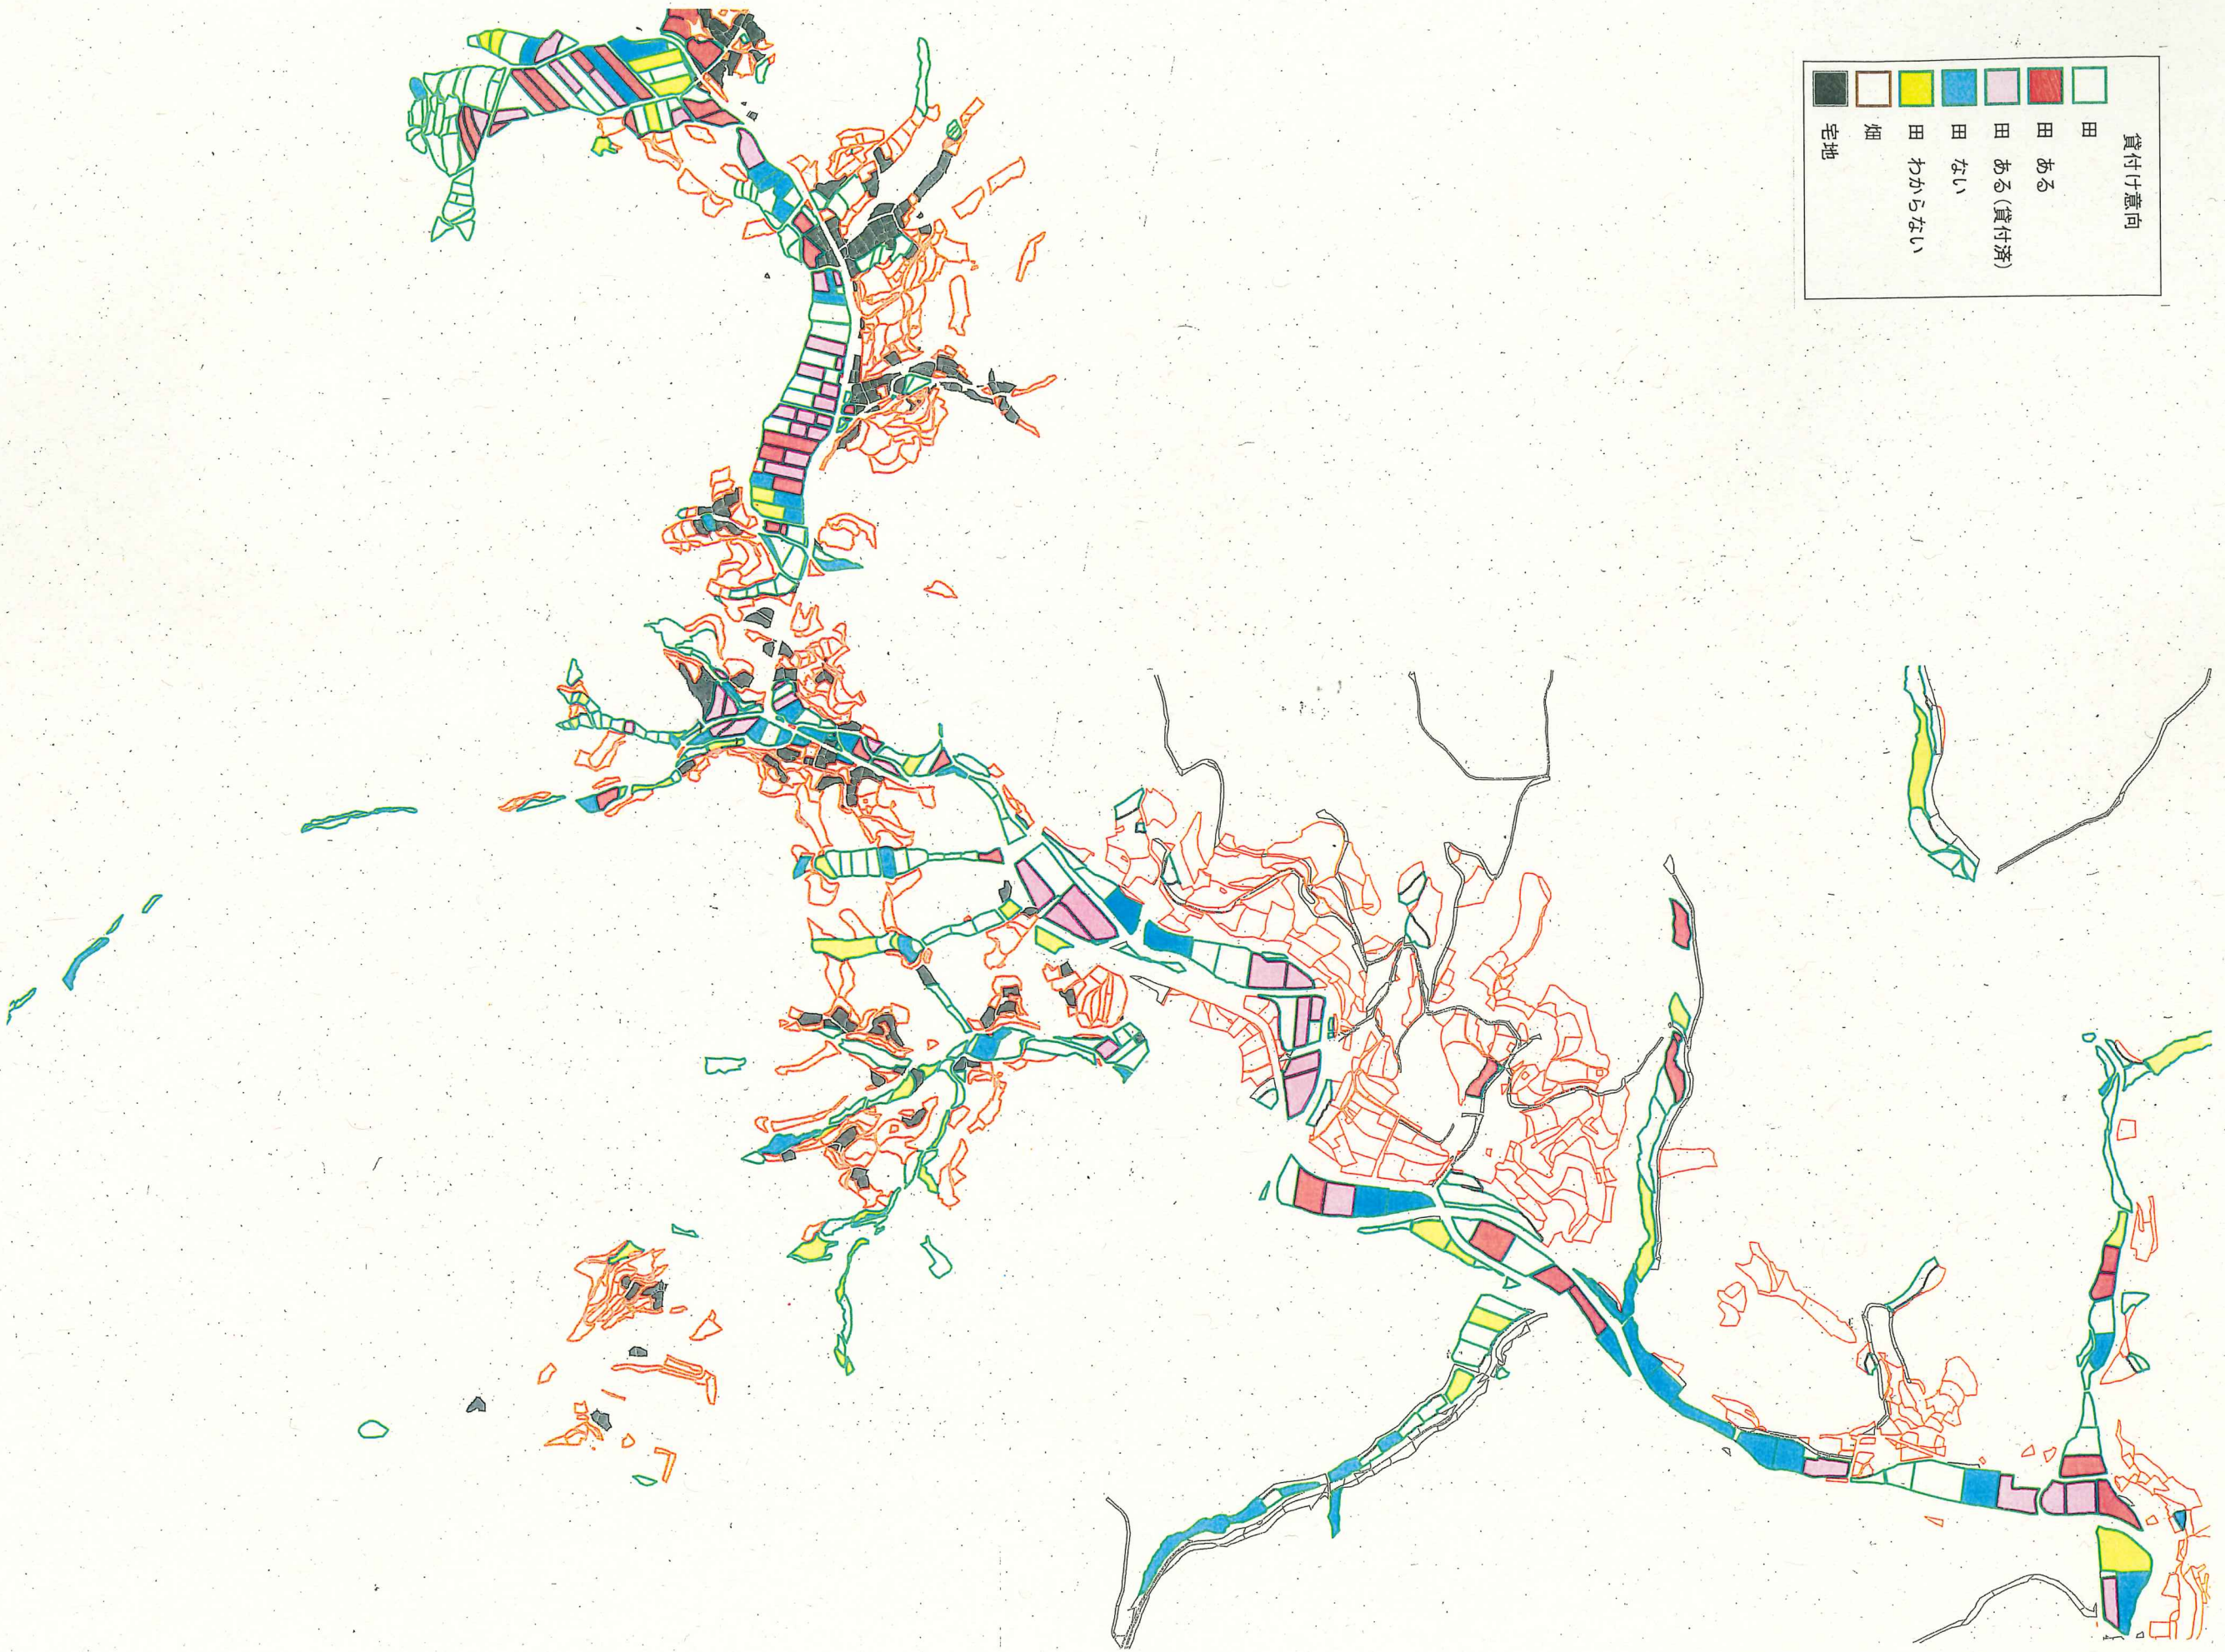 貸付け意向
田
田 ある
田 ある(貸付済)
田 ない
田 わからない
畑
宅地